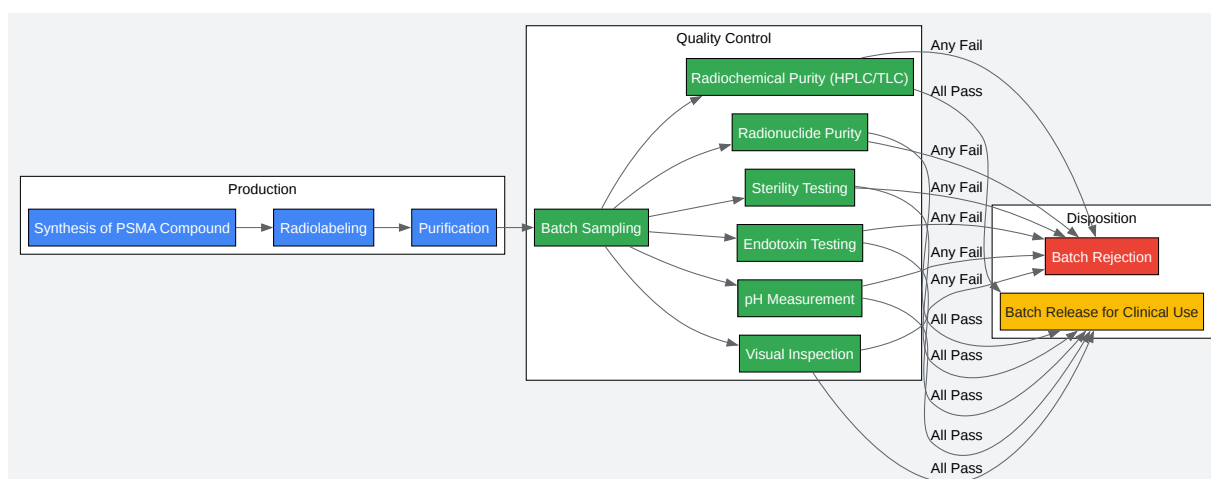 Production
Synthesis of PSMA Compound
Radiolabeling
Purification
Quality Control
Batch Sampling
Radiochemical Purity (HPLC/TLC)
Radionuclide Purity
Sterility Testing
Endotoxin Testing
pH Measurement
Visual Inspection
Any Fail
All Pass
Any Fail
Any Fail
Any Fail
Any Fail
Any Fail
All Pass
All Pass
All Pass
All Pass
All Pass
Disposition
Batch Rejection
Batch Release for Clinical Use